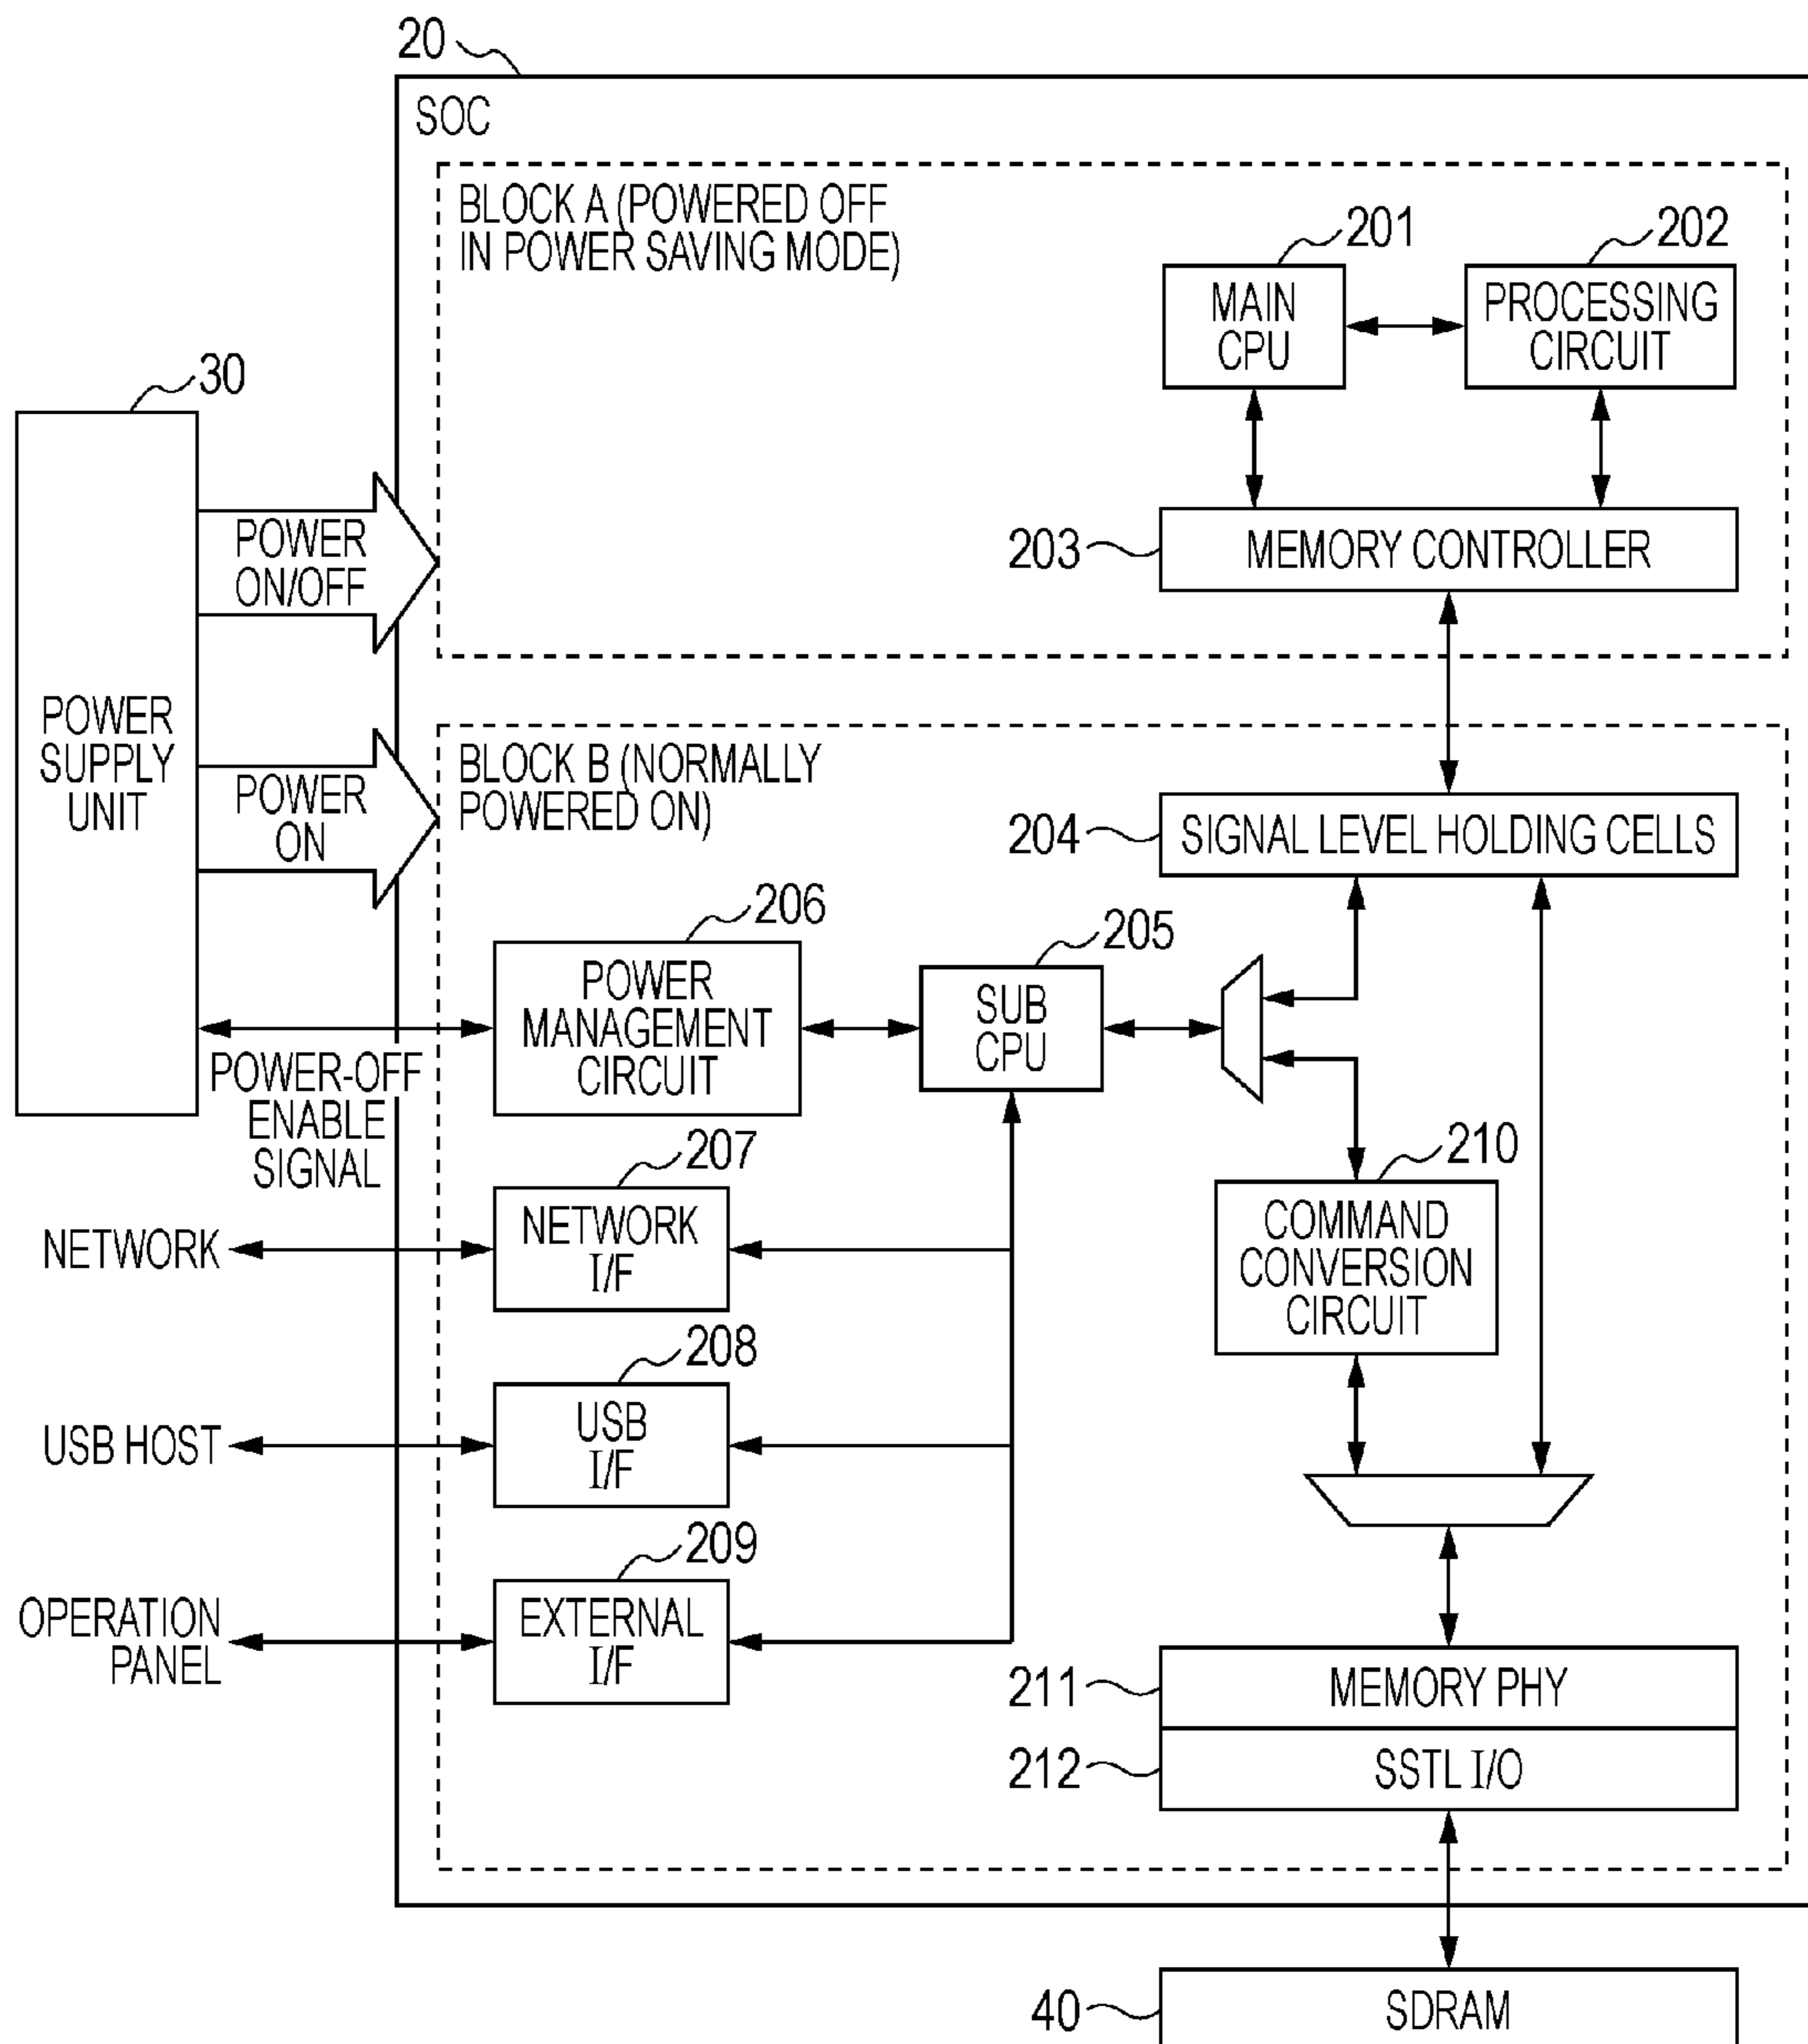 20
SOC
BLOCK A (POWERED OFF
IN POWER SAVING MODE)
201
202
MAIN
CPU
PROCESSING
CIRCUIT
30
POWER
ON/OFF
203
MEMORY CONTROLLER
POWER
SUPPLY
UNIT
POWER
ON
BLOCK B (NORMALLY
POWERED ON)
204
SIGNAL LEVEL HOLDING CELLS
206
205
POWER
MANAGEMENT
CIRCUIT
SUB
CPU
POWER-OFF
ENABLE
SIGNAL
207
210
NETWORK
NETWORK
I/F
COMMAND
CONVERSION
CIRCUIT
208
USB HOST
USB
I/F
209
OPERATION
PANEL
EXTERNAL
I/F
211
MEMORY PHY
212
SSTL I/O
40
SDRAM